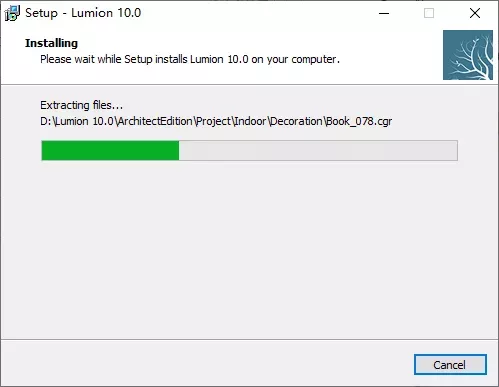 Setup - Lumion 10.0
Installing
Please wait while Setup installs Lumion 10.0 on your computer.
Extracting files...
D:\Lumion 10.0\ArchitectEdition\Project\Indoor\Decoration\Book_078.cgr
Cancel